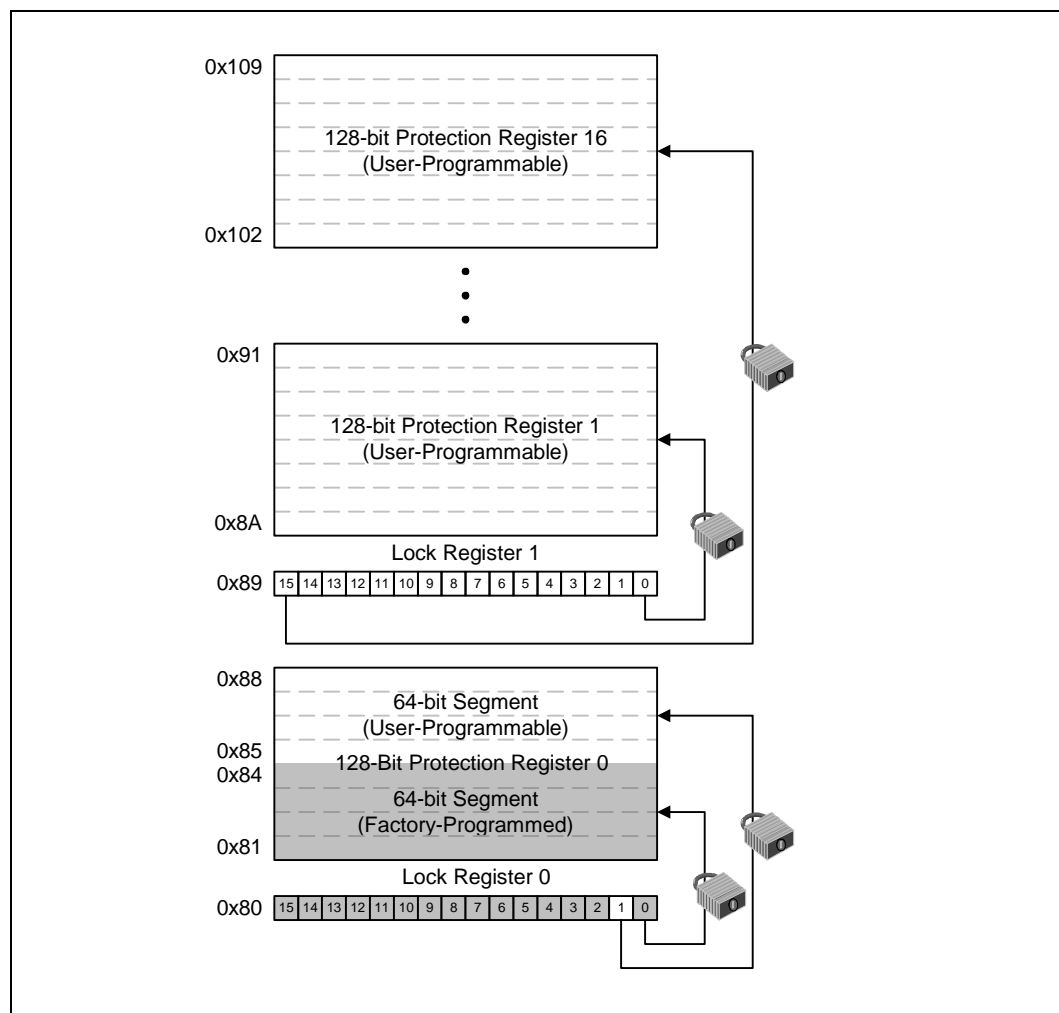 0x109
128-bit Protection Register 16
(User-Programmable)
0x102
0x91
128-bit Protection Register 1
(User-Programmable)
0x8A
Lock Register 1
0x89 15 14 13 12 11 10 9 8 7 6 5 4 3 2 1 0
0x88
64-bit Segment
(User-Programmable)
0x85
128-Bit Protection Register 0
0x84
64-bit Segment
(Factory-Programmed)
0x81
Lock Register 0
0x80 15 14 13 12 11 10 9 8 7 6 5 4 3 2 1 0